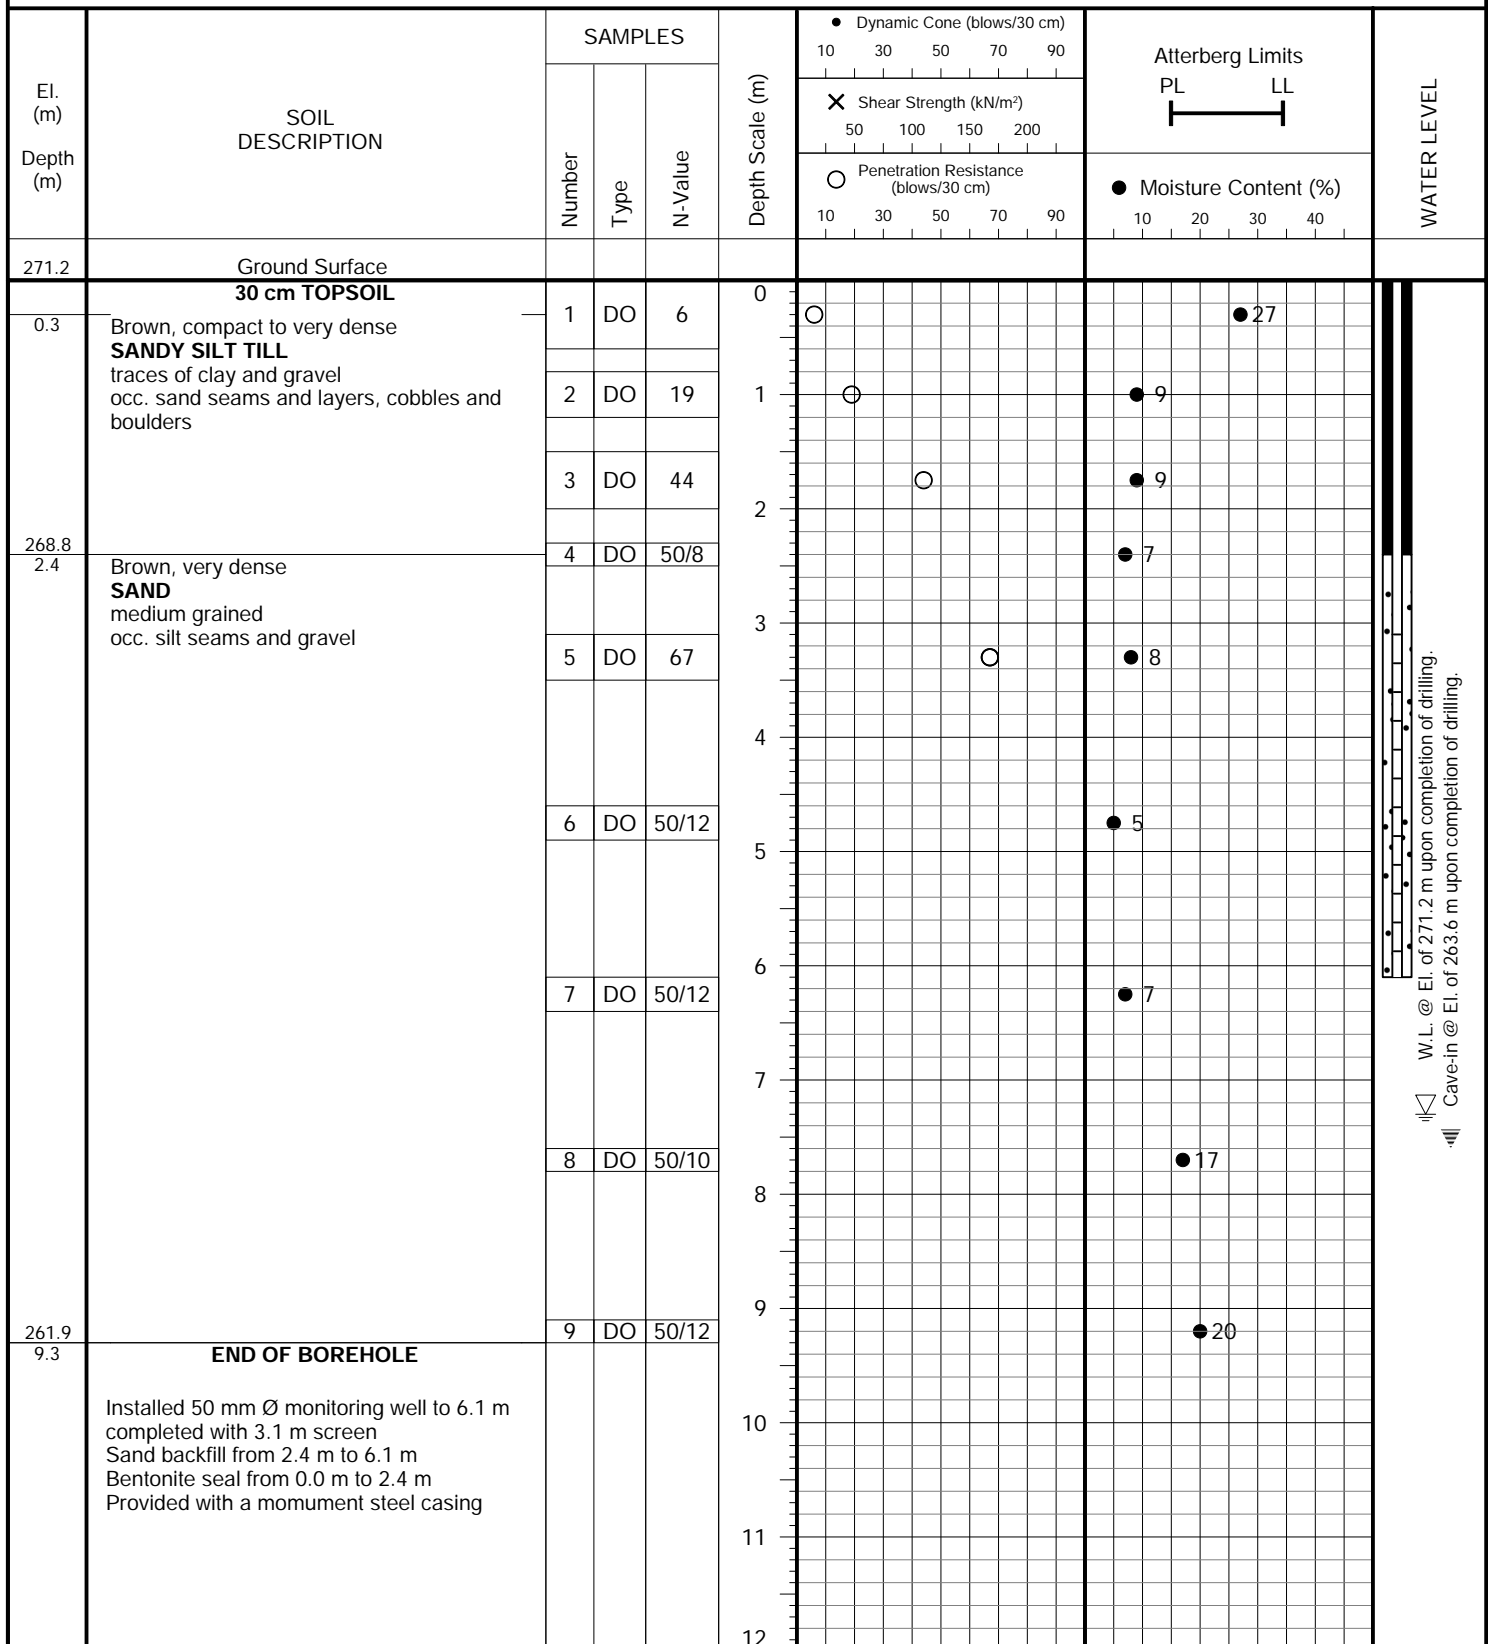 El.
(m)
Depth
(m)
SOIL
DESCRIPTION
SAMPLES
Number
Type
N-Value
Depth Scale (m)
Dynamic Cone (blows/30 cm)
10 30 50 70 90
Shear Strength (kN/m²)
50 100 150 200
Penetration Resistance
(blows/30 cm)
10 30 50 70 90
Atterberg Limits
PL LL
Moisture Content (%)
10 20 30 40
WATER LEVEL
271.2 Ground Surface
30 cm TOPSOIL
0
0.3
1 DO 6
27
Brown, compact to very dense
SANDY SILT TILL
traces of clay and gravel
occ. sand seams and layers, cobbles and
boulders
2 DO 19
1
9
3 DO 44
9
2
268.8
2.4
4 DO 50/8
7
Brown, very dense
SAND
medium grained
occ. silt seams and gravel
3
5 DO 67
8
4
6 DO 50/12
5
5
6
7 DO 50/12
7
7
8 DO 50/10
17
8
9
261.9
9.3
9 DO 50/12
20
END OF BOREHOLE
Installed 50 mm Ø monitoring well to 6.1 m
completed with 3.1 m screen
Sand backfill from 2.4 m to 6.1 m
Bentonite seal from 0.0 m to 2.4 m
Provided with a momument steel casing
10
11
12
W.L. @ El. of 271.2 m upon completion of drilling.
Cave-in @ El. of 263.6 m upon completion of drilling.